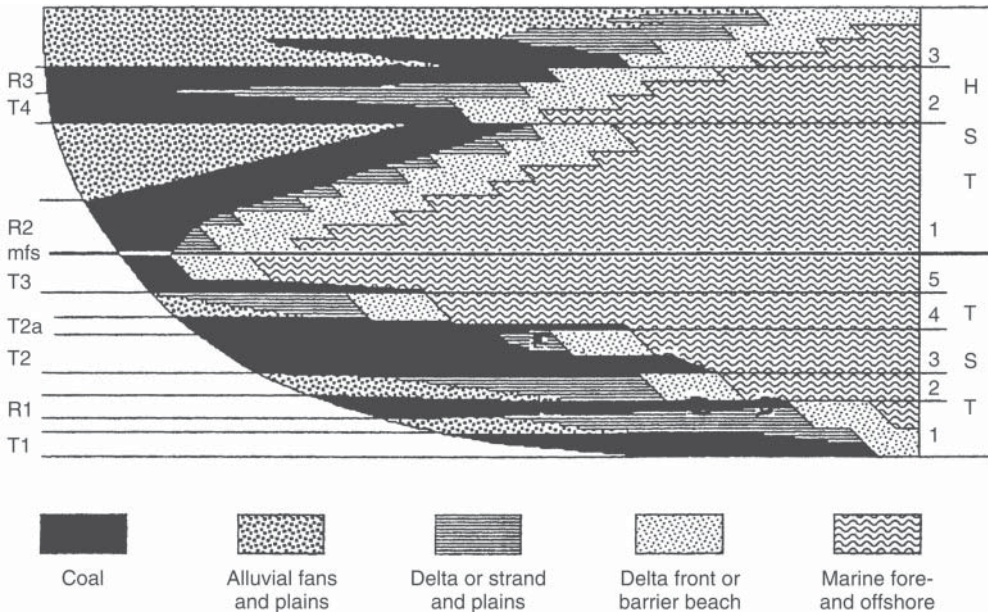 R3
T4
R2
mfs
T3
T2a
T2
R1
T1
3
2
1
5
4
3
2
1
H
S
T
T
S
T
Coal
Alluvial fans
and plains
Delta or strand
and plains
Delta front or
barrier beach
Marine fore-
and offshore